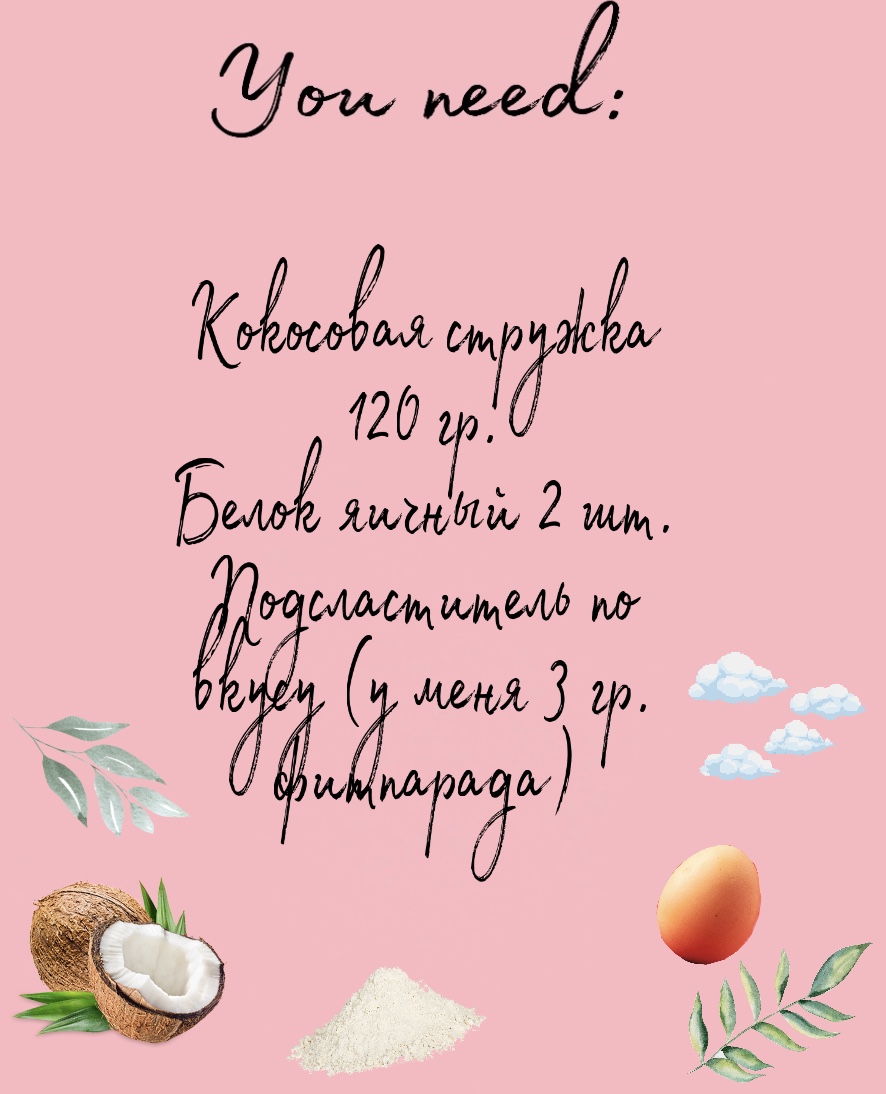 You need:
Кокосовая стружка
120 гр.
Белок яичный 2 шт.
Подсластитель по
вкусу (у меня 3 гр.
фитпарада)